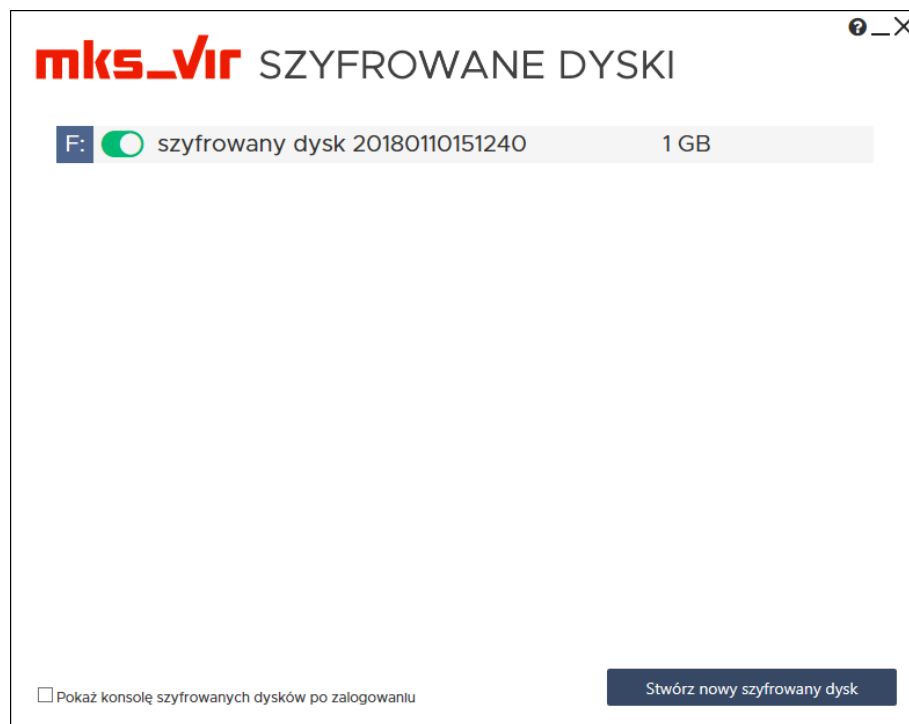 mks_vir SZYFROWANE DYSKI
F: szyfrowany dysk 20180110151240 1 GB
Pokaż konsolę szyfrowanych dysków po zalogowaniu
Stwórz nowy szyfrowany dysk